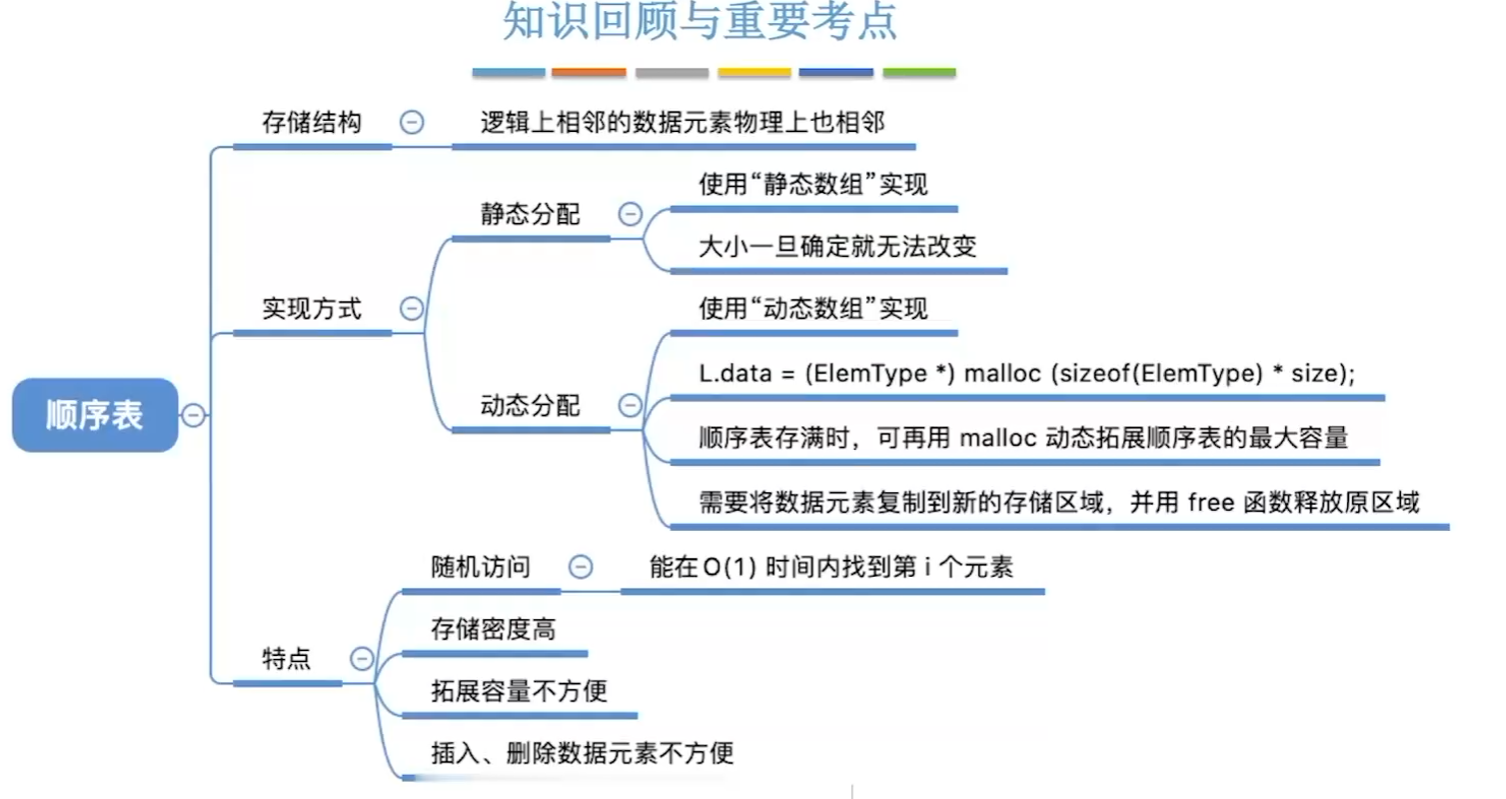 知识回顾与重要考点
存储结构
逻辑上相邻的数据元素物理上也相邻
使用“静态数组”实现
静态分配
大小一旦确定就无法改变
实现方式
使用“动态数组”实现
L.data = (ElemType *) malloc (sizeof(ElemType) * size);
动态分配
顺序表
顺序表存满时，可再用 malloc 动态拓展顺序表的最大容量
需要将数据元素复制到新的存储区域，并用 free 函数释放原区域
随机访问
能在O(1) 时间内找到第 i 个元素
存储密度高
特点
拓展容量不方便
插入、删除数据元素不方便